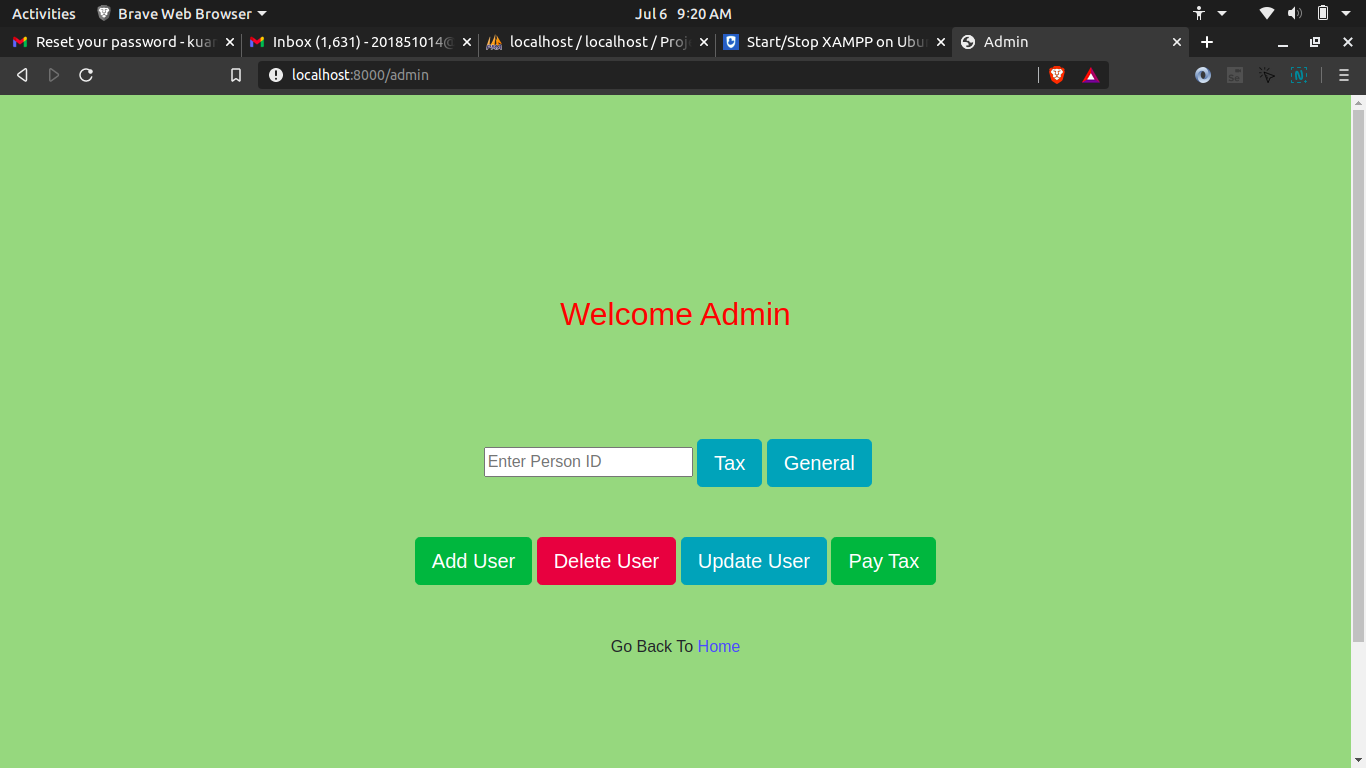 Activities Brave Web Browser Jul 6 9:20 AM
Reset your password - kuar Inbox (1,631) - 201851014@ localhost / localhost / Proj Start/Stop XAMPP on Ubu Admin
localhost:8000/admin
Welcome Admin
Enter Person ID Tax General
Add User Delete User Update User Pay Tax
Go Back To Home